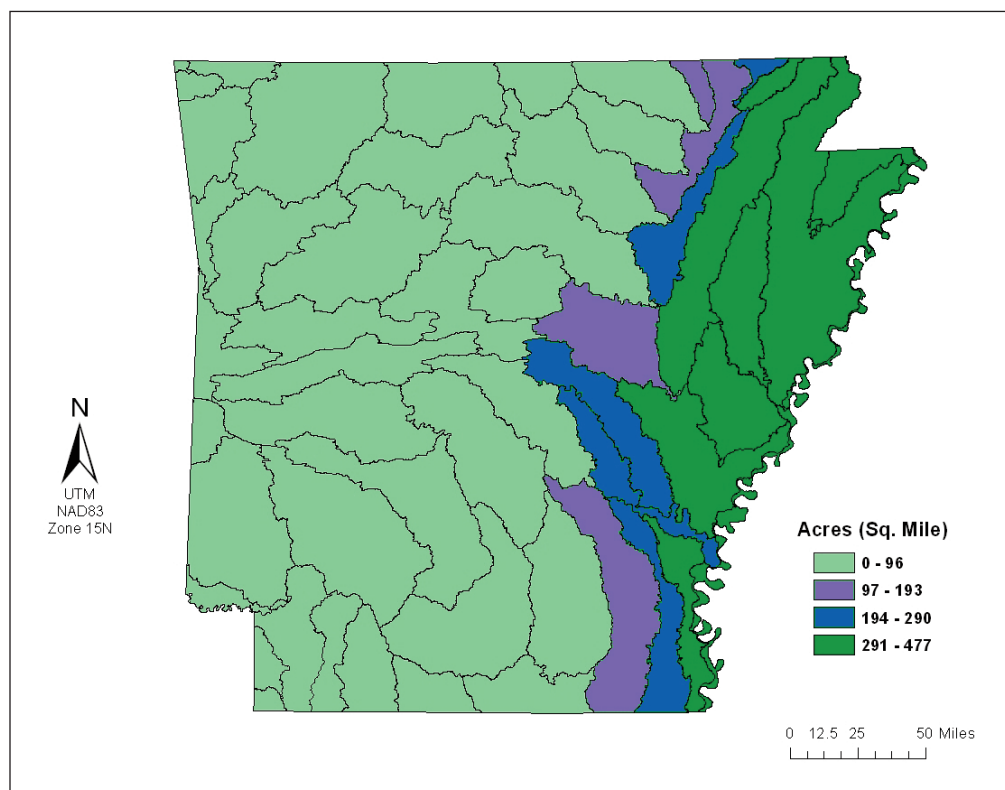 N
UTM
NAD83
Zone 15N
Acres (Sq. Mile)
0 - 96
97 - 193
194 - 290
291 - 477
0 12.5 25 50 Miles